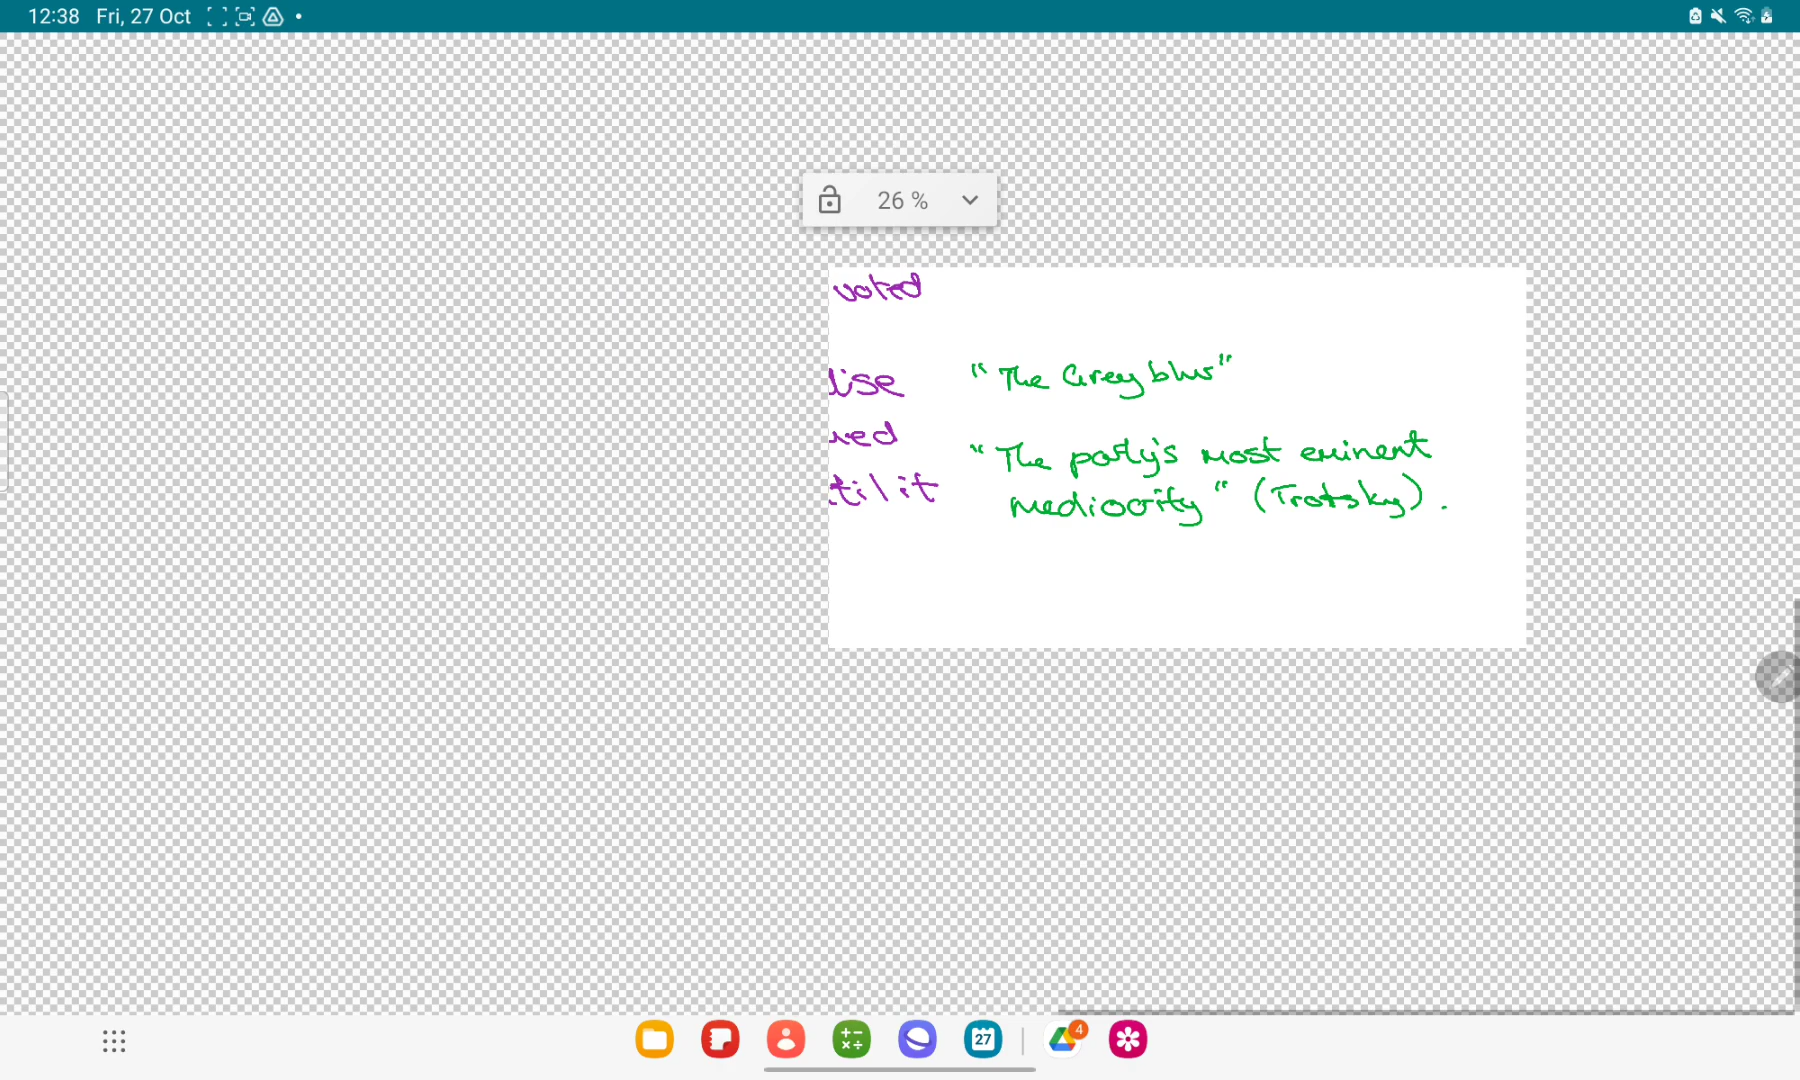 12:38 Fri, 27 Oct
26 %
voted
lise "The Grey blur"
ned "The party's most eminent
til it mediocrity" (Trotsky).
27
4